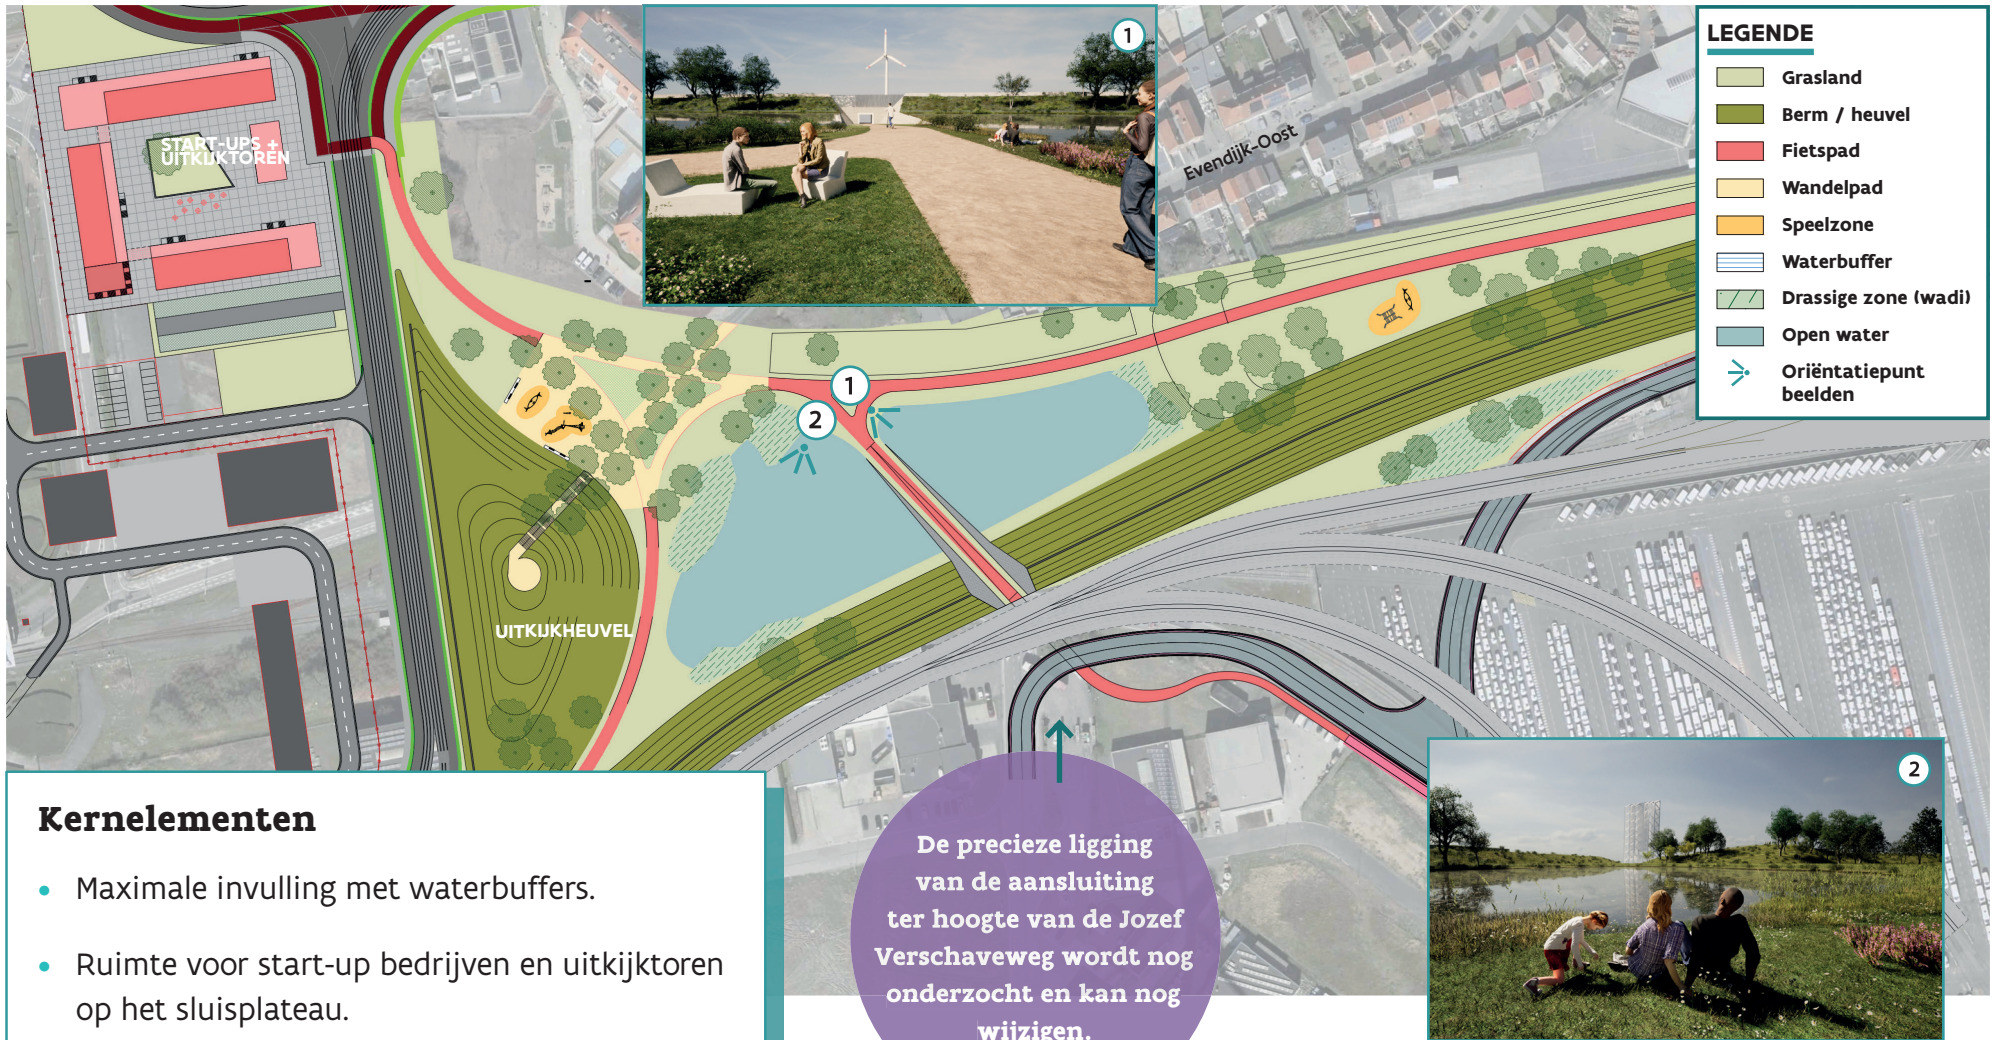 1
LEGENDE
Grasland
Berm / heuvel
Fietspad
Wandelpad
Speelzone
Waterbuffer
Drassige zone (wadi)
Open water
Oriëntatiepunt
beelden
START-UPS +
UITKIJKTOREN
Evendijk-Oost
1
2
UITKIJKHEUVEL
Kernelementen
• Maximale invulling met waterbuffers.
• Ruimte voor start-up bedrijven en uitkijktoren
op het sluisplateau.
De precieze ligging
van de aansluiting
ter hoogte van de Jozef
Verschaveweg wordt nog
onderzocht en kan nog
wijzigen.
2